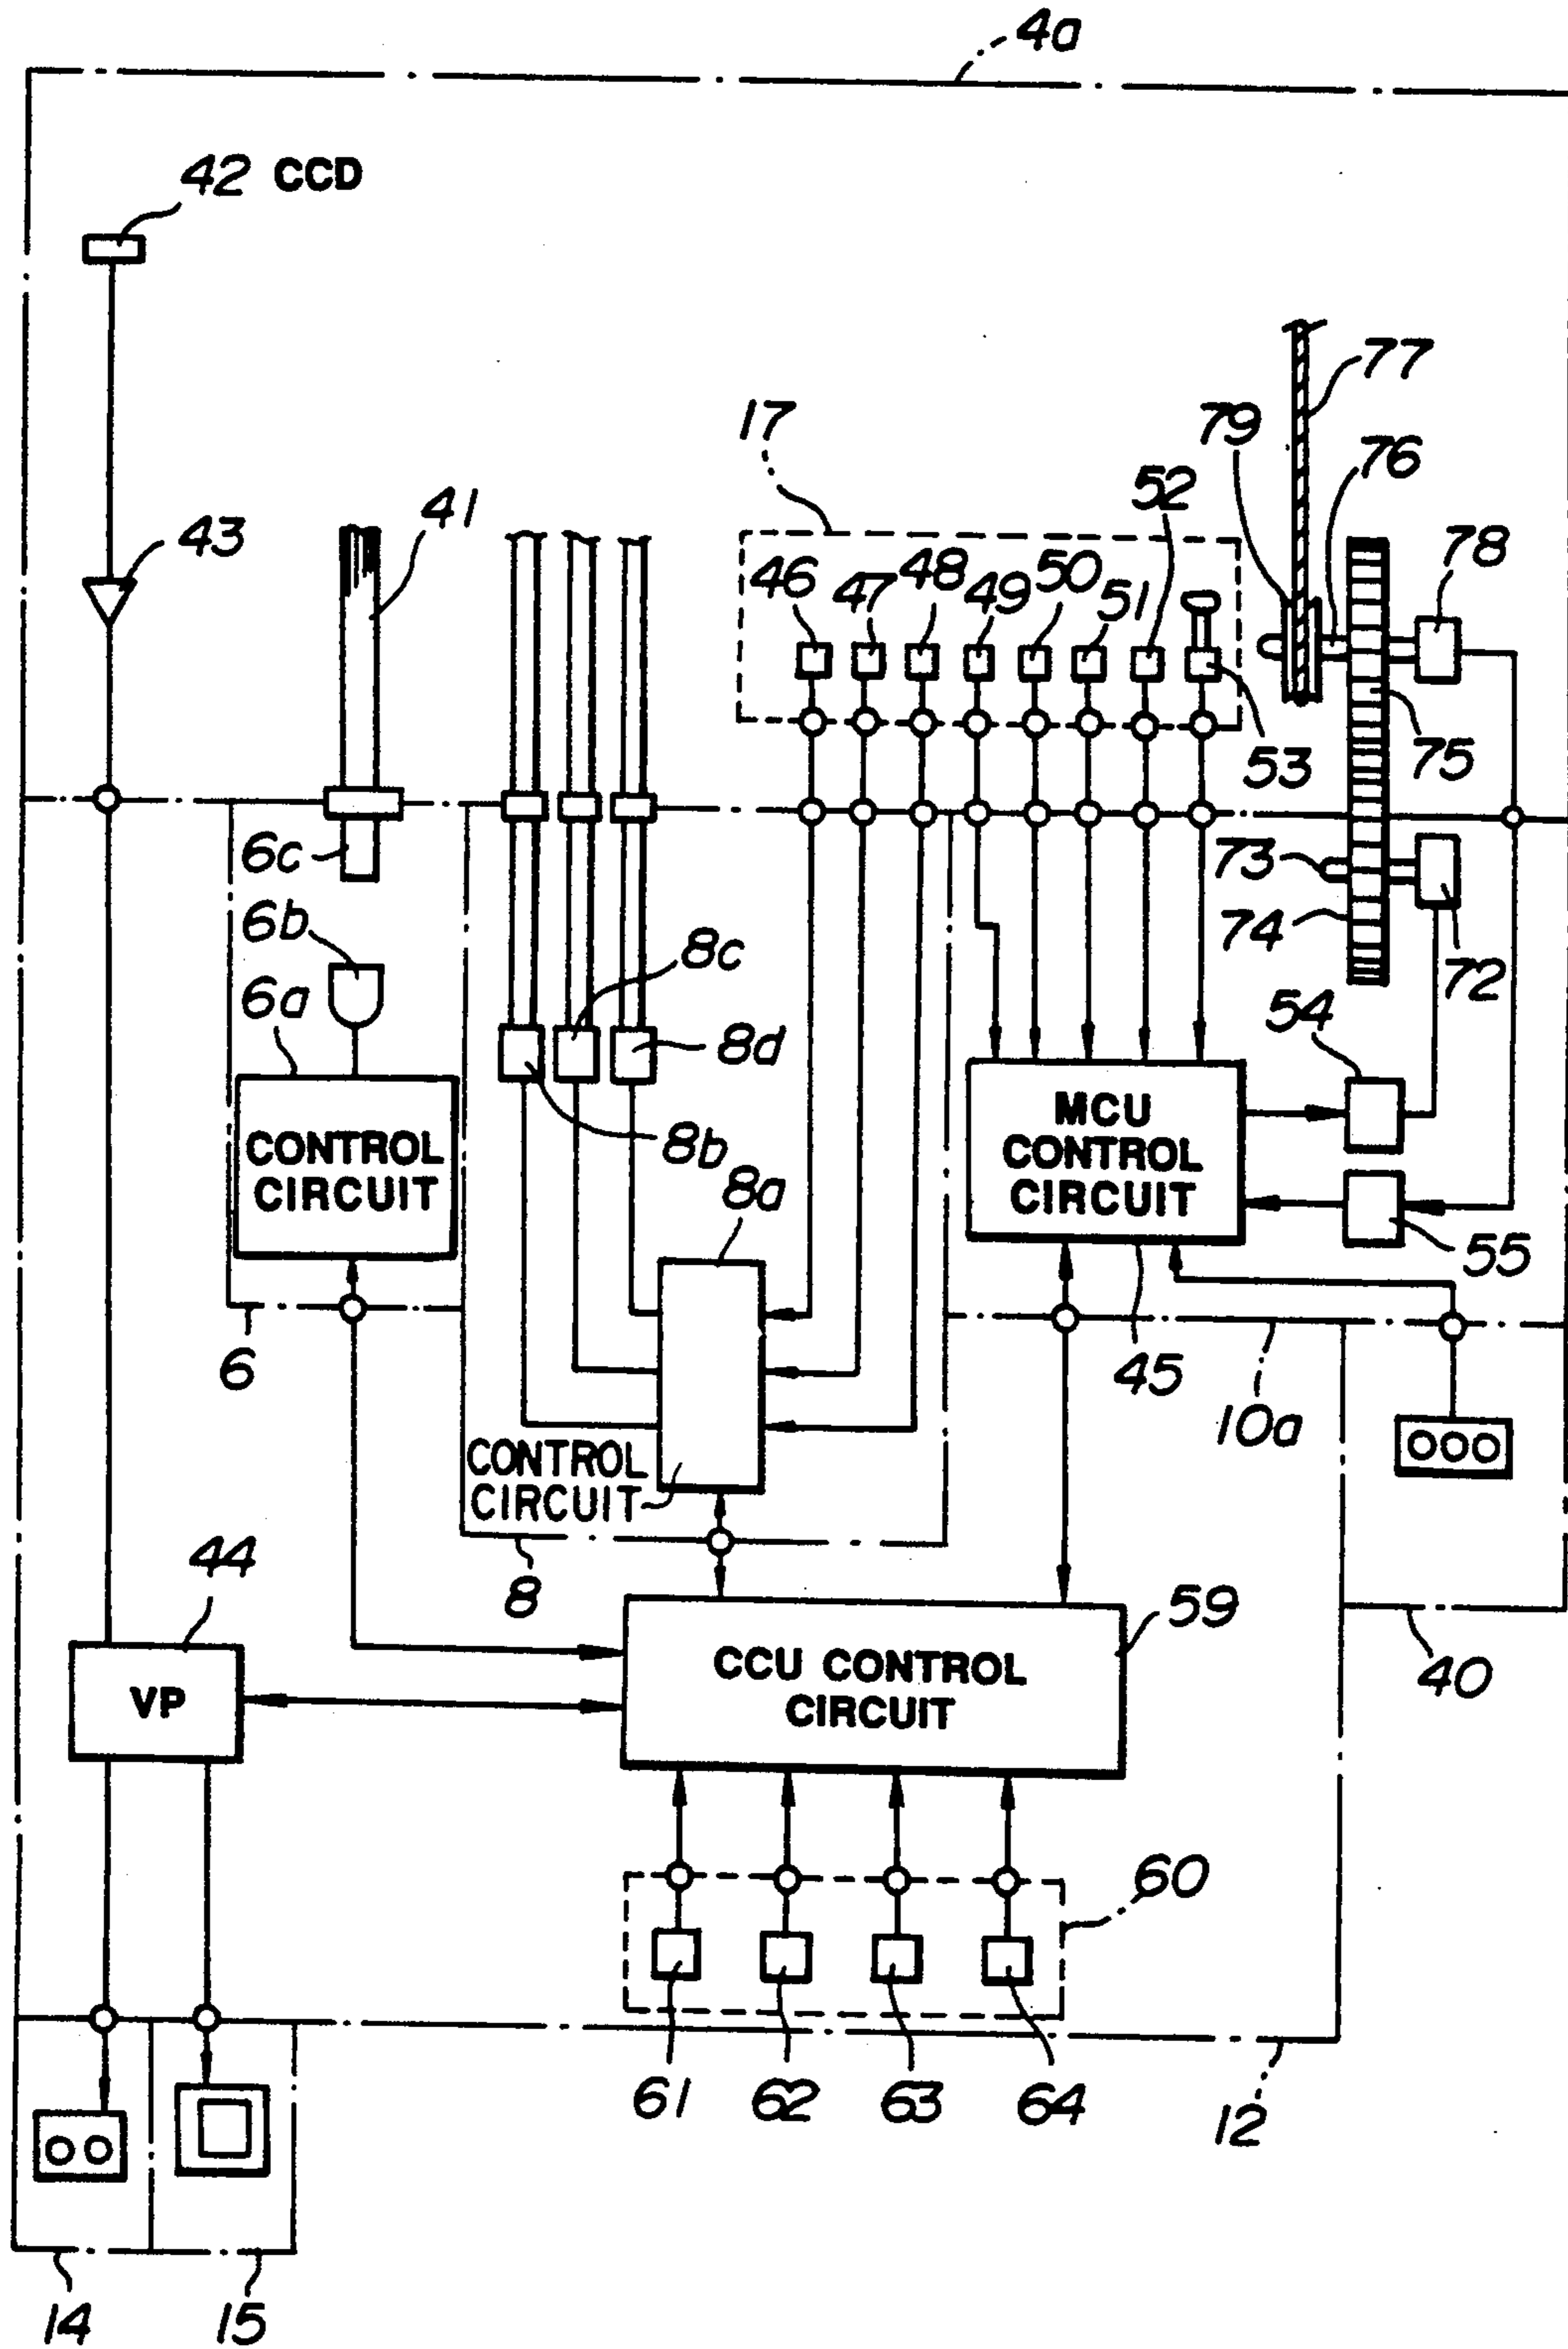 4a
42 CCD
77
17
79
76
41
52
43
78
46
47
48
49
50
51
53
75
6c
73
6b
8c
74
6a
72
8d
54
MCU
CONTROL
CIRCUIT
CONTROL
CIRCUIT
8b
8a
55
6
45
10a
CONTROL
CIRCUIT
44
8
59
CCU CONTROL
CIRCUIT
40
VP
60
61
62
63
64
12
14
15